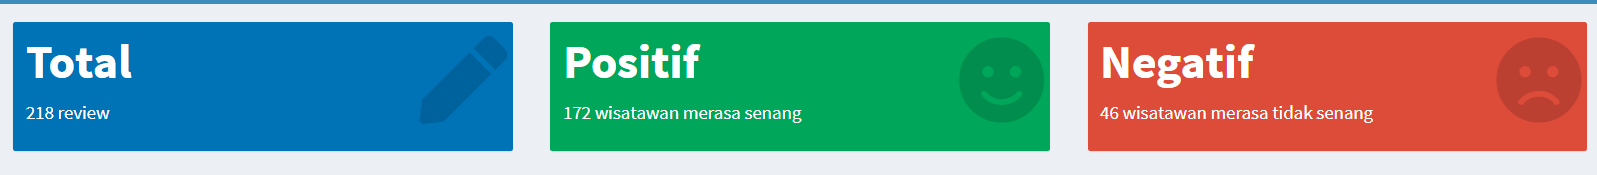 Total
218 review
Positif
172 wisatawan merasa senang
Negatif
46 wisatawan merasa tidak senang